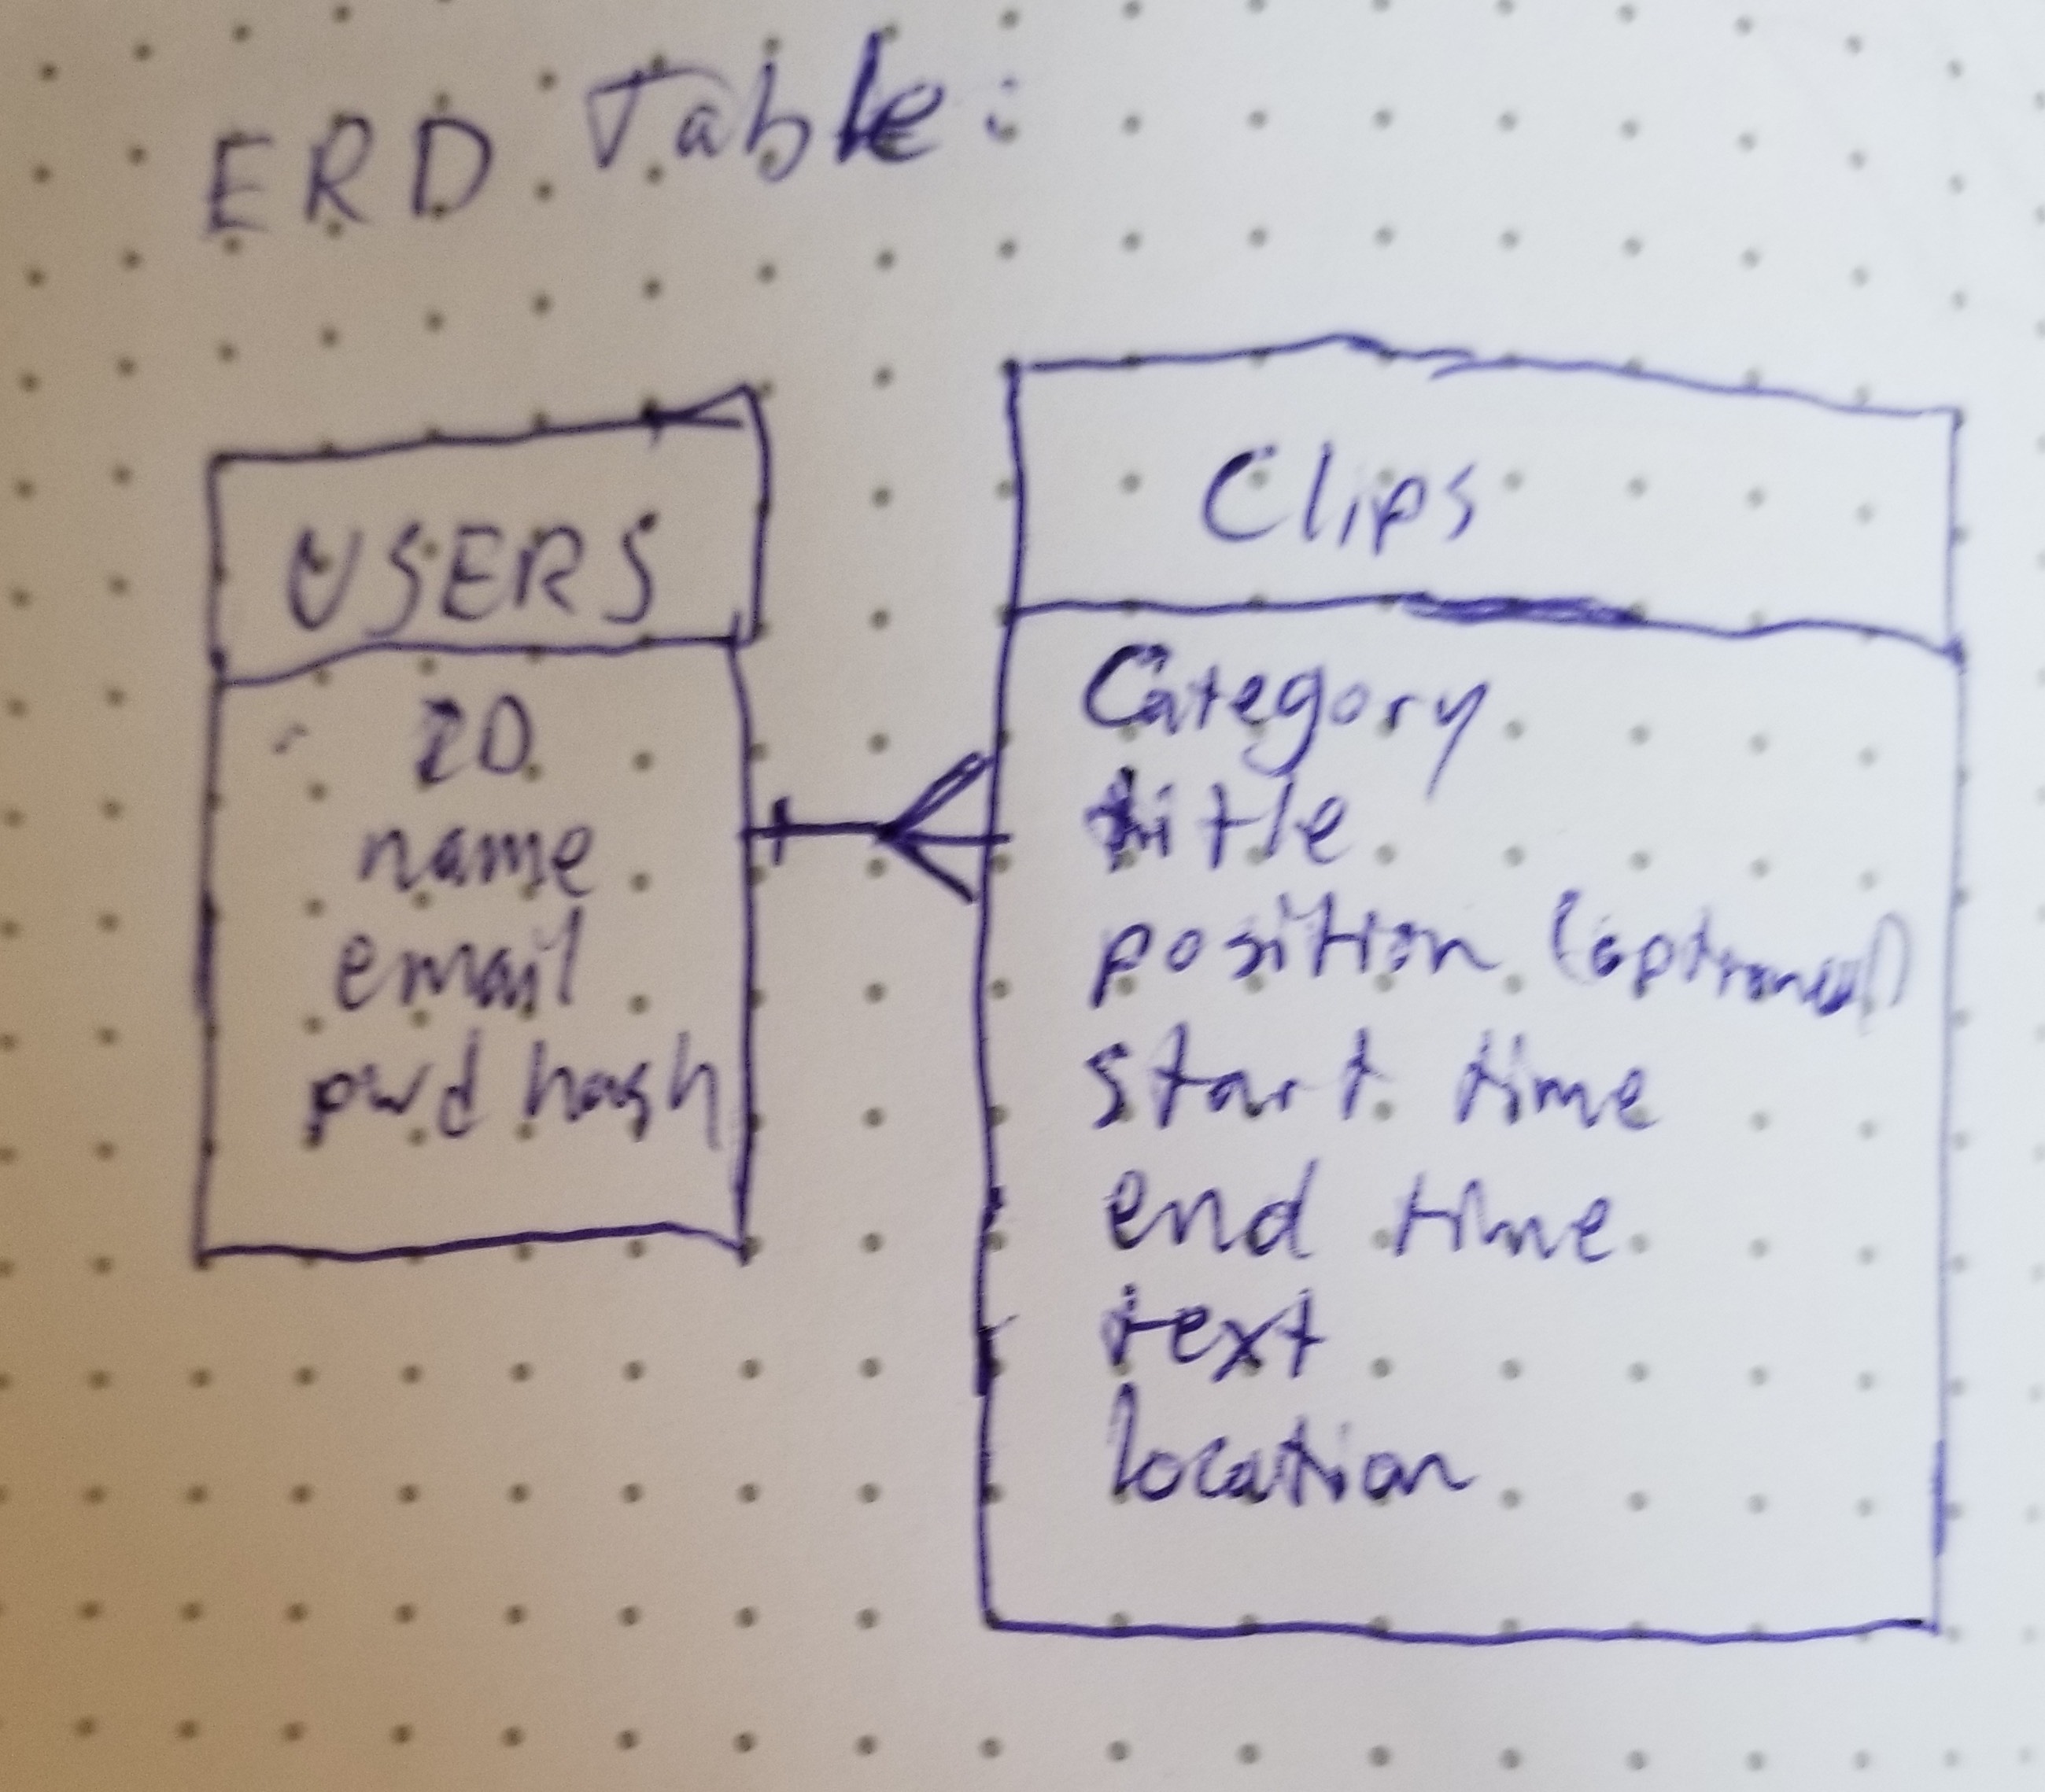 ERD Table:
USERS
ID
name
email
pwd hash
Clips
Category
title
position (optional)
start time
end time
text
location